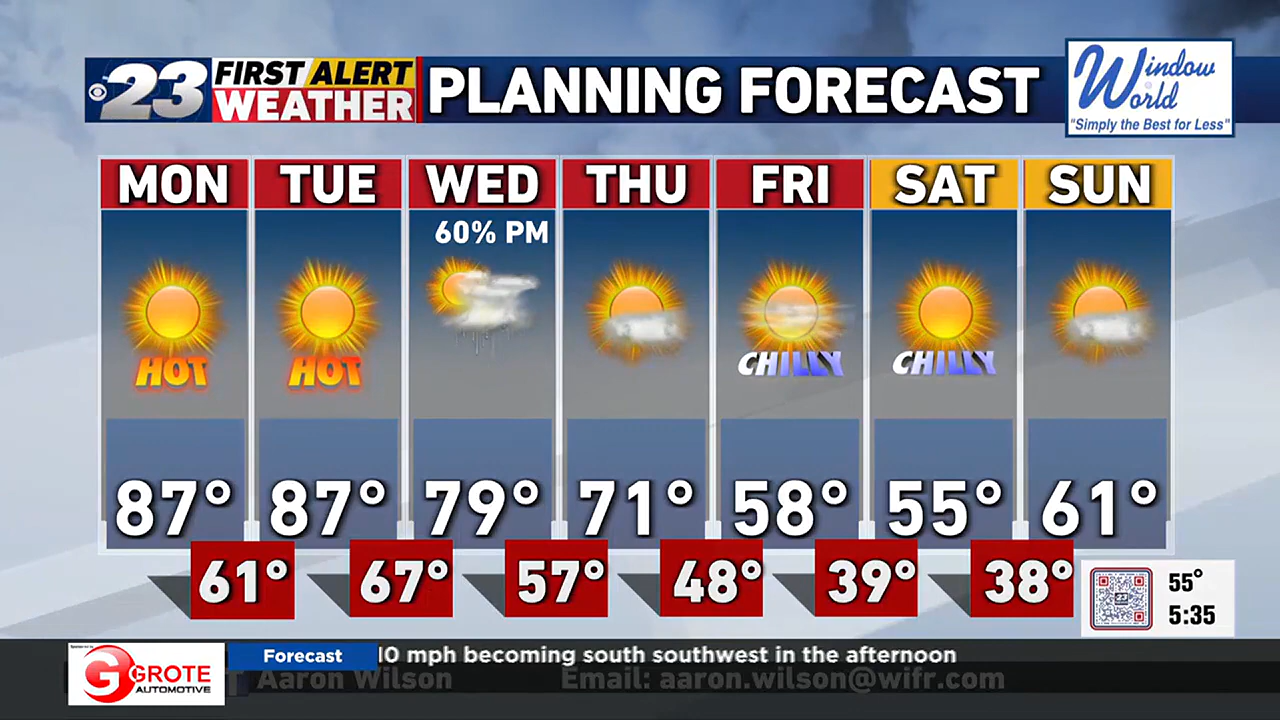 23 FIRST ALERT WEATHER
PLANNING FORECAST
Window World
"Simply the Best for Less"
MON TUE WED THU FRI SAT SUN
60% PM
HOT HOT CHILLY CHILLY
87° 87° 79° 71° 58° 55° 61°
61° 67° 57° 48° 39° 38°
23
55°
5:35
GROTE
AUTOMOTIVE
Forecast
10 mph becoming south southwest in the afternoon
Aaron Wilson Email: aaron.wilson@wifr.com